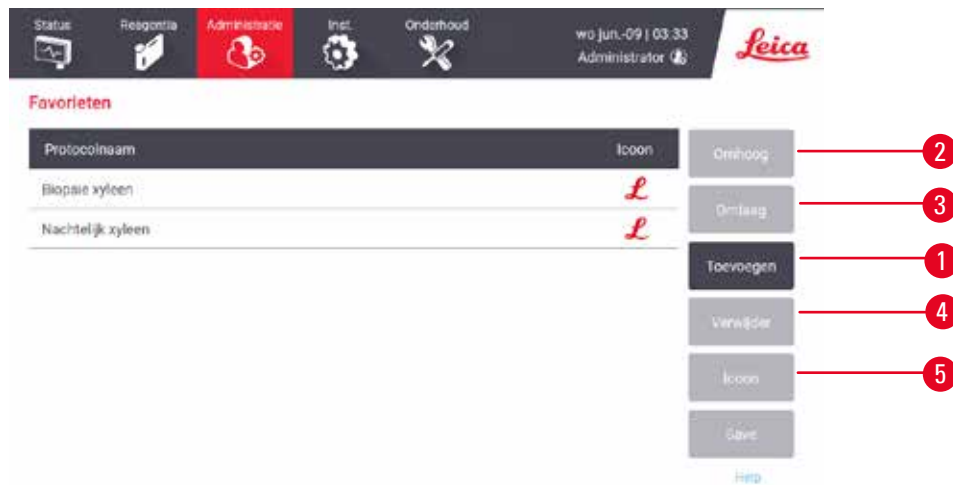 Status Reagentia Administratie Inst. Onderhoud
wo jun.-09 | 03:33
Administrator
Leica
Favorieten
Protocolnaam Icoon
Biopsie xyleen L
Nachtelijk xyleen L
Omhoog
Omlaag
Toevoegen
Verwijder
Icoon
Save
Help
2
3
1
4
5